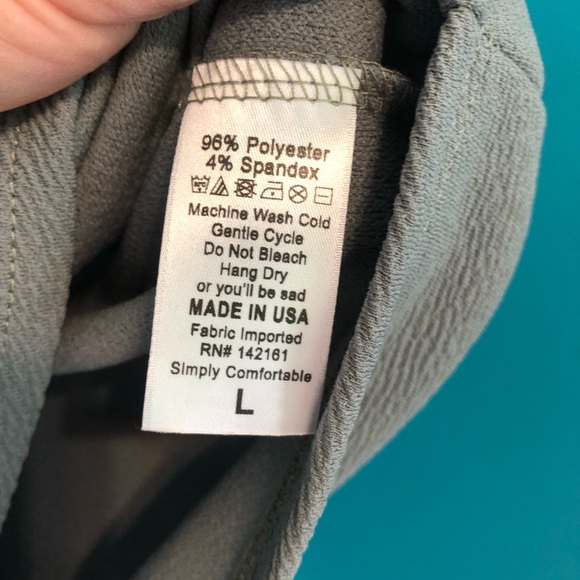 96% Polyester
4% Spandex
Machine Wash Cold
Gentle Cycle
Do Not Bleach
Hang Dry
or you'll be sad
MADE IN USA
Fabric Imported
RN# 142161
Simply Comfortable
L